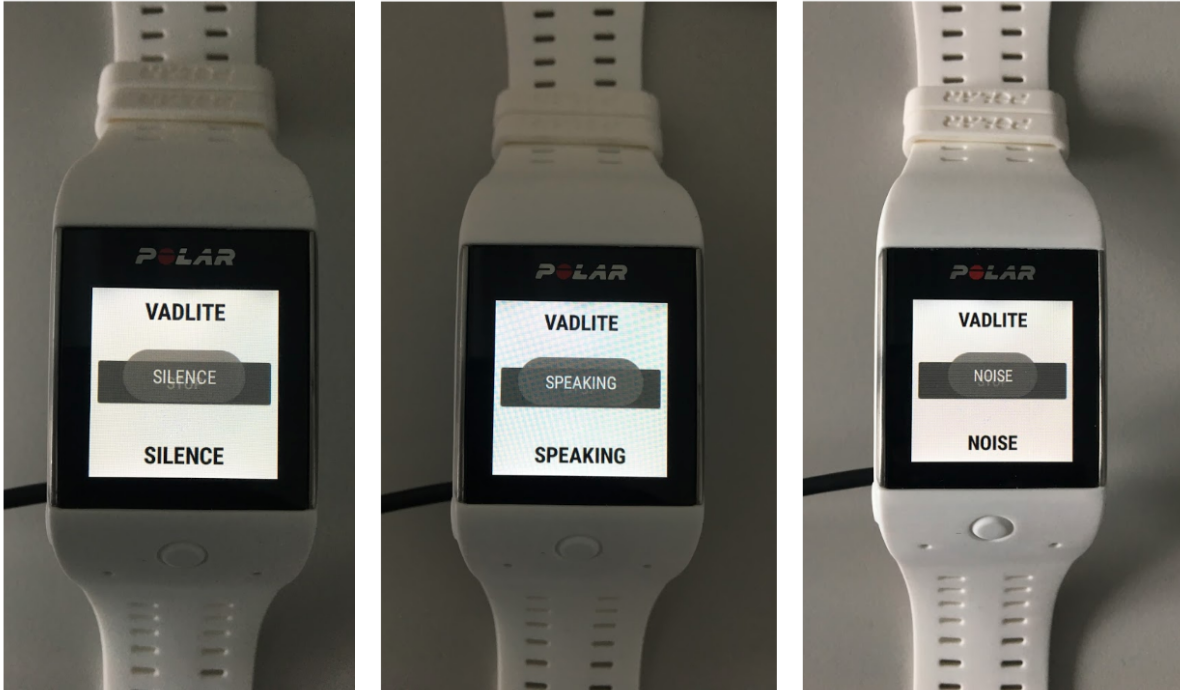 POLAR
VADLITE
SILENCE
SILENCE
POLAR
VADLITE
SPEAKING
SPEAKING
POLAR
POLAR
POLAR
VADLITE
NOISE
NOISE